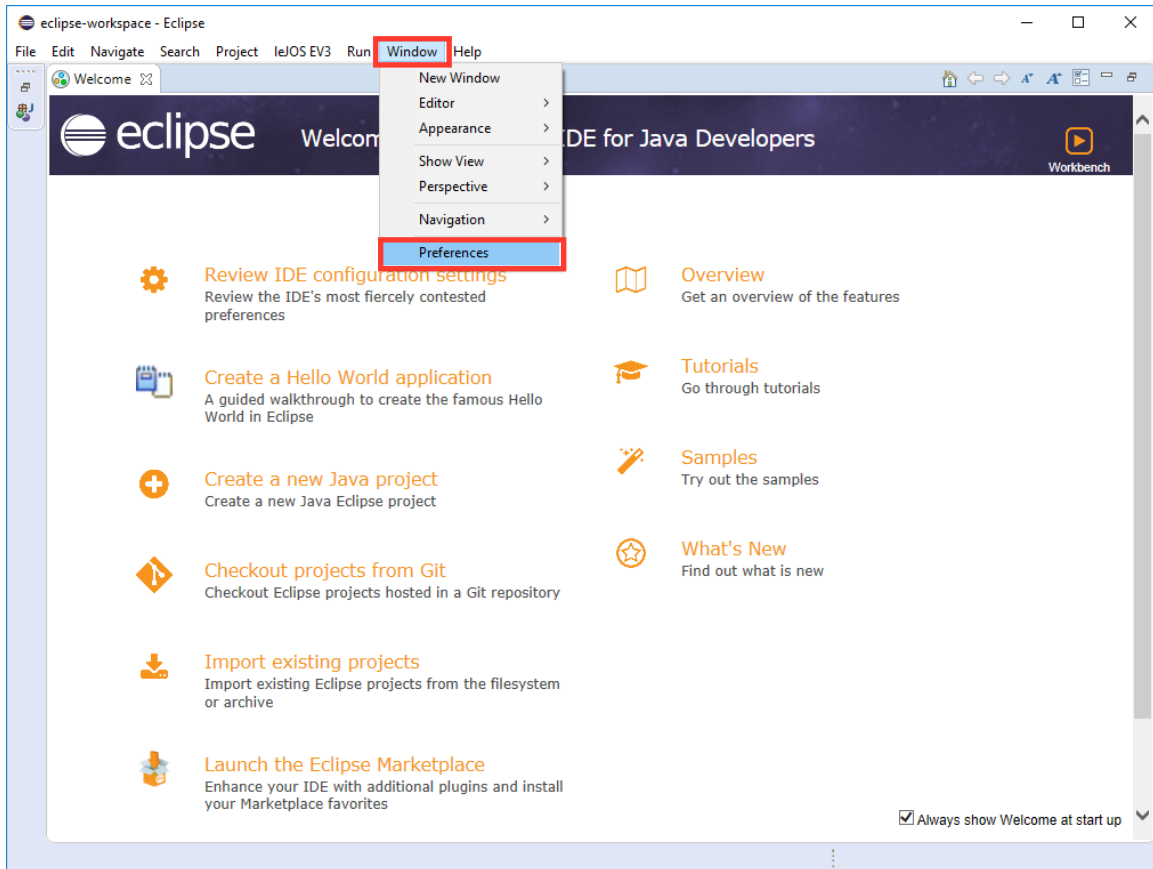 eclipse-workspace - Eclipse
File Edit Navigate Search Project leJOS EV3 Run Window Help
Welcome
New Window
Editor
Appearance
Show View
Perspective
Navigation
Preferences
eclipse Welcom DE for Java Developers
Workbench
Review IDE configuration settings
Review the IDE's most fiercely contested
preferences
Create a Hello World application
A guided walkthrough to create the famous Hello
World in Eclipse
Create a new Java project
Create a new Java Eclipse project
Checkout projects from Git
Checkout Eclipse projects hosted in a Git repository
Import existing projects
Import existing Eclipse projects from the filesystem
or archive
Launch the Eclipse Marketplace
Enhance your IDE with additional plugins and install
your Marketplace favorites
Overview
Get an overview of the features
Tutorials
Go through tutorials
Samples
Try out the samples
What's New
Find out what is new
Always show Welcome at start up